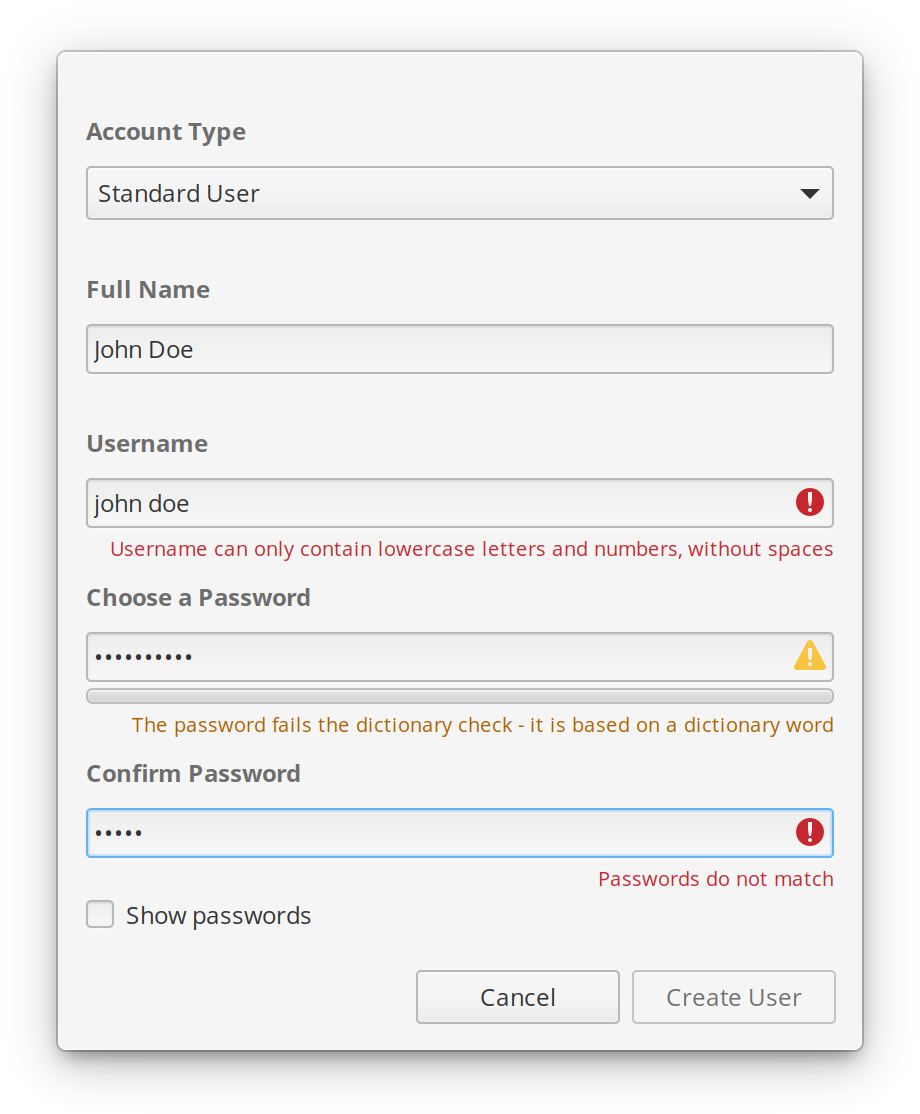 Account Type
Standard User
Full Name
John Doe
Username
john doe
Username can only contain lowercase letters and numbers, without spaces
Choose a Password
••••••••••
The password fails the dictionary check - it is based on a dictionary word
Confirm Password
•••••
Passwords do not match
Show passwords
Cancel
Create User